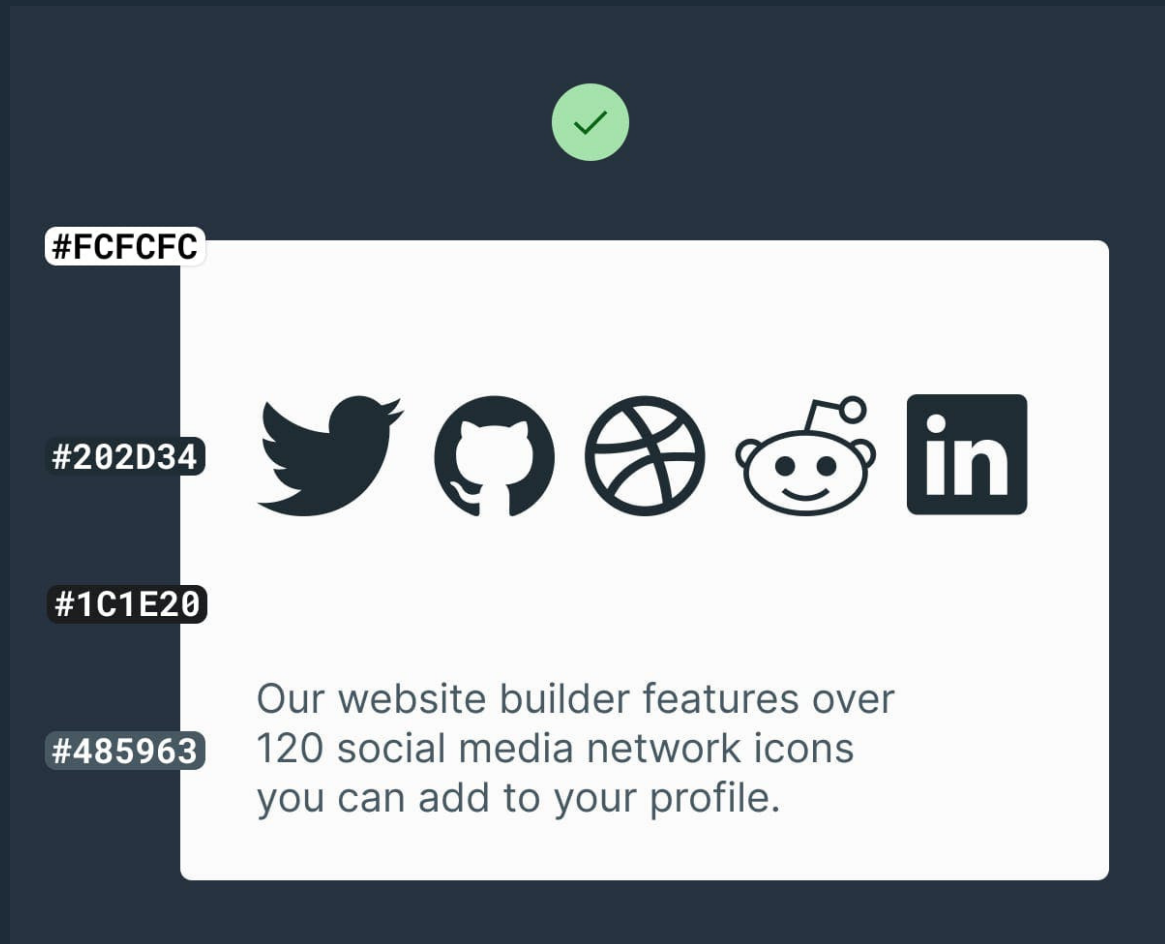 #FCFCFC
#202D34
in
#1C1E20
Our website builder features over
#485963
120 social media network icons
you can add to your profile.